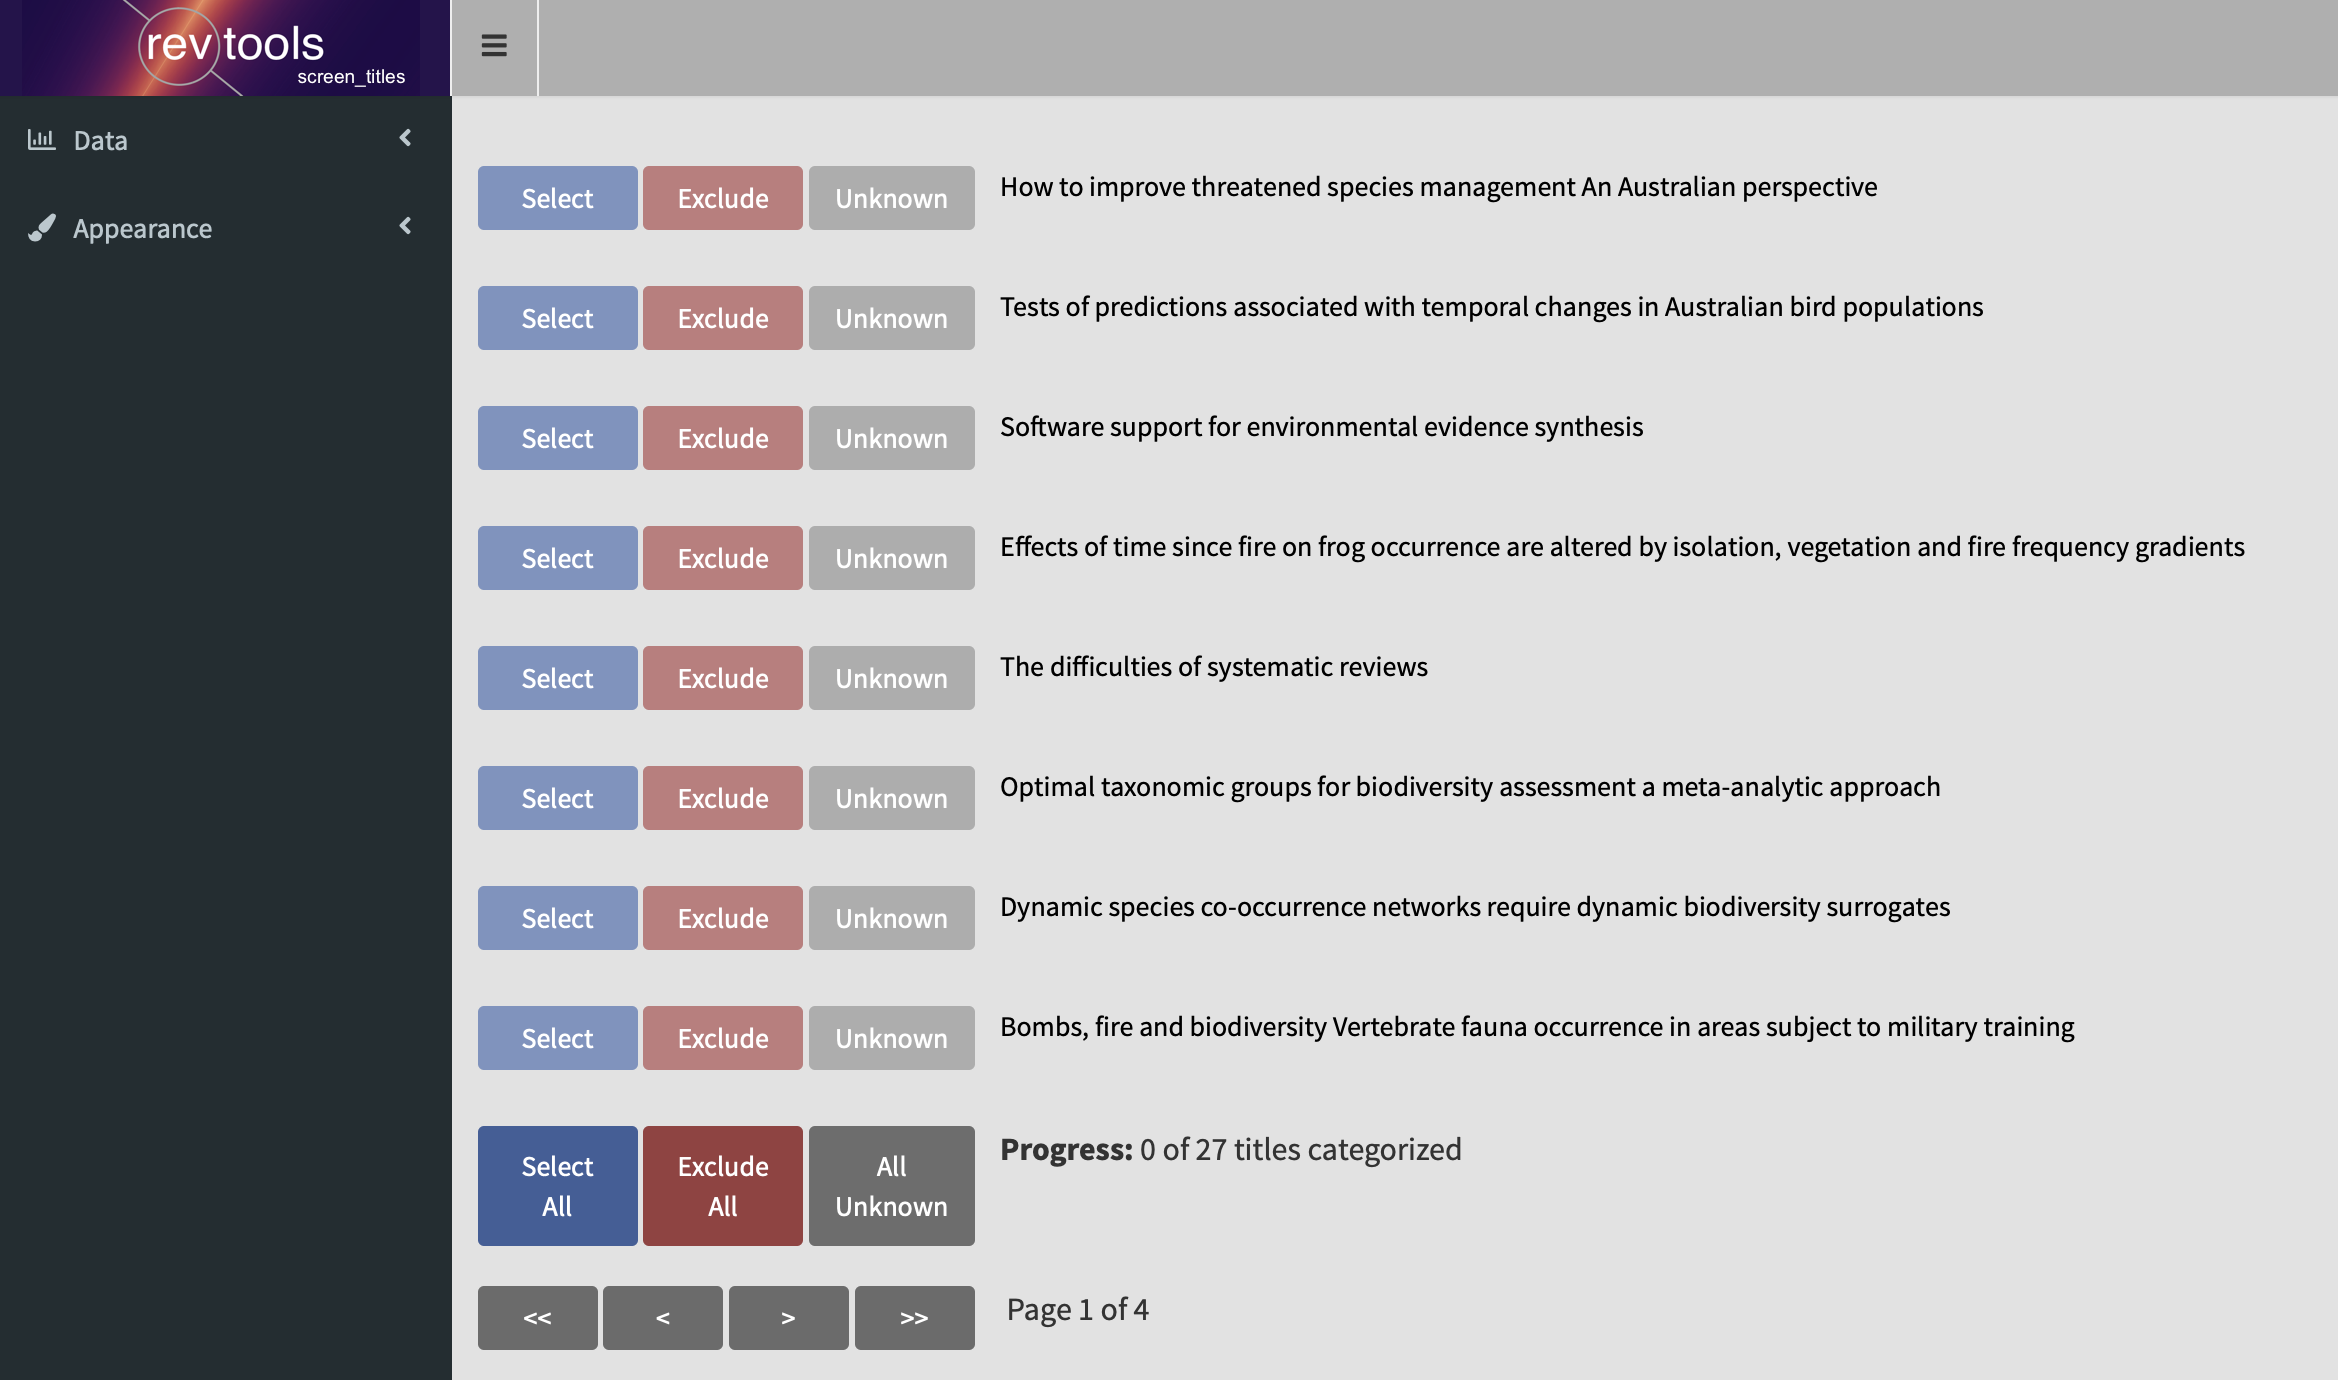 revtools
screen_titles
Data
Appearance
Select Exclude Unknown How to improve threatened species management An Australian perspective
Select Exclude Unknown Tests of predictions associated with temporal changes in Australian bird populations
Select Exclude Unknown Software support for environmental evidence synthesis
Select Exclude Unknown Effects of time since fire on frog occurrence are altered by isolation, vegetation and fire frequency gradients
Select Exclude Unknown The difficulties of systematic reviews
Select Exclude Unknown Optimal taxonomic groups for biodiversity assessment a meta-analytic approach
Select Exclude Unknown Dynamic species co-occurrence networks require dynamic biodiversity surrogates
Select Exclude Unknown Bombs, fire and biodiversity Vertebrate fauna occurrence in areas subject to military training
Select All Exclude All All Unknown Progress: 0 of 27 titles categorized
<< < > >> Page 1 of 4